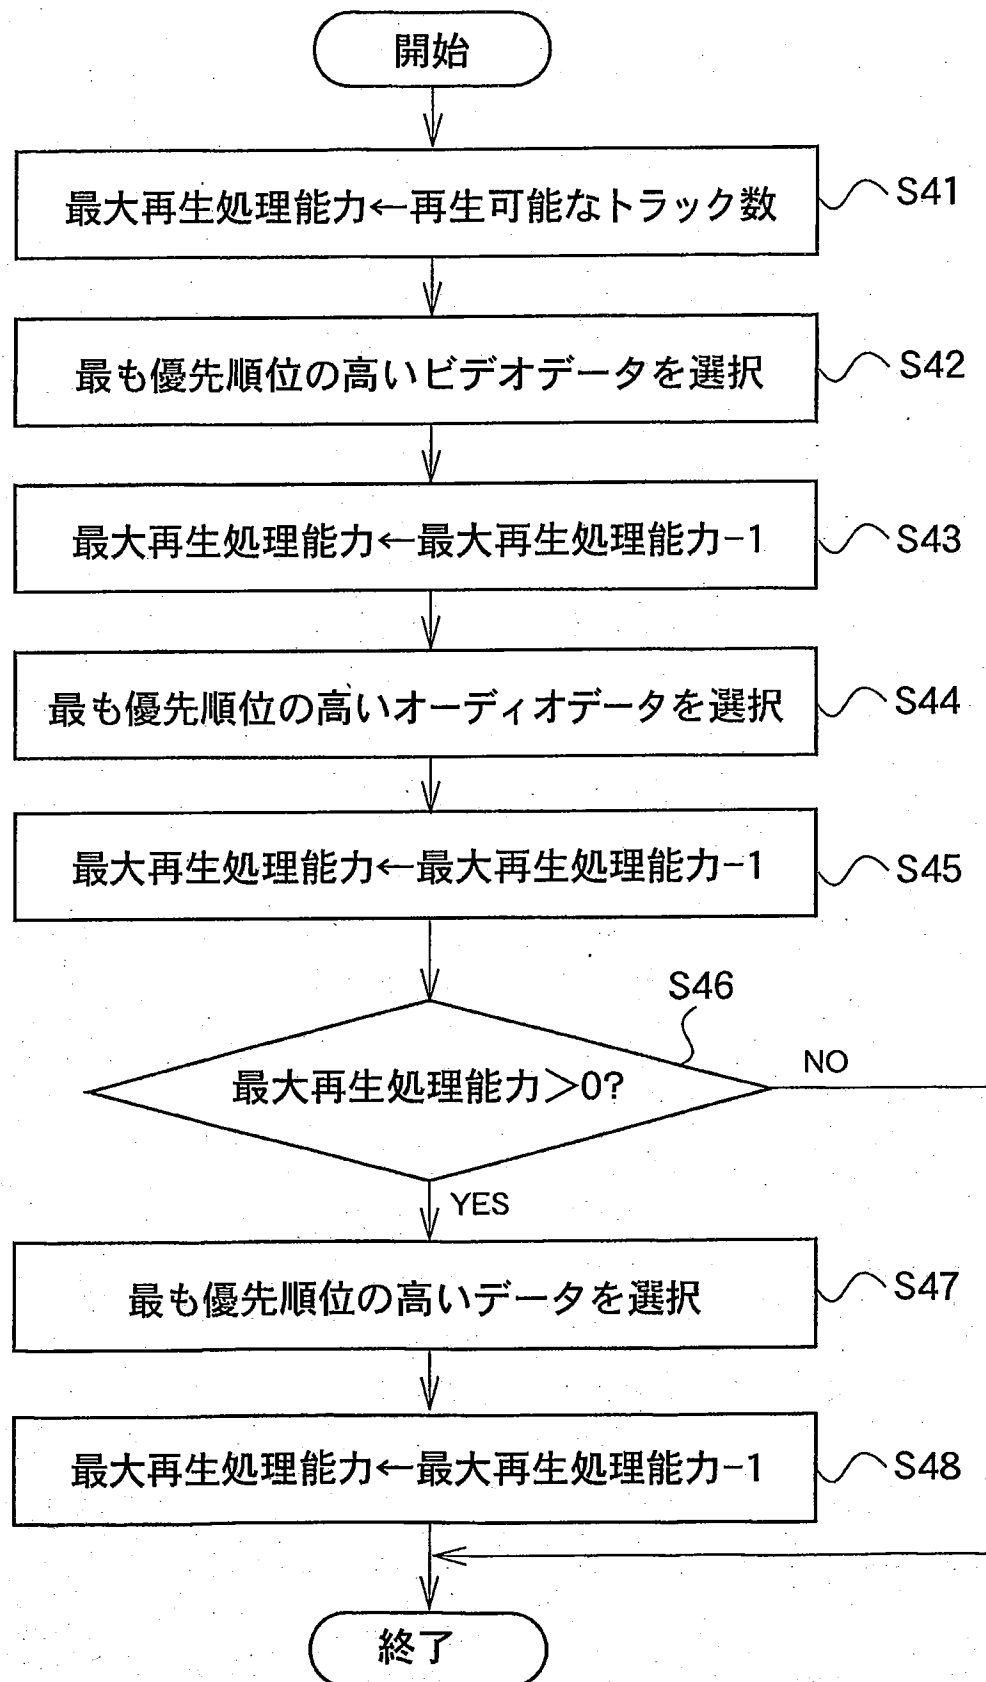 開始
最大再生処理能力←再生可能なトラック数
S41
最も優先順位の高いビデオデータを選択
S42
最大再生処理能力←最大再生処理能力-1
S43
最も優先順位の高いオーディオデータを選択
S44
最大再生処理能力←最大再生処理能力-1
S45
S46
最大再生処理能力>0?
NO
YES
最も優先順位の高いデータを選択
S47
最大再生処理能力←最大再生処理能力-1
S48
終了